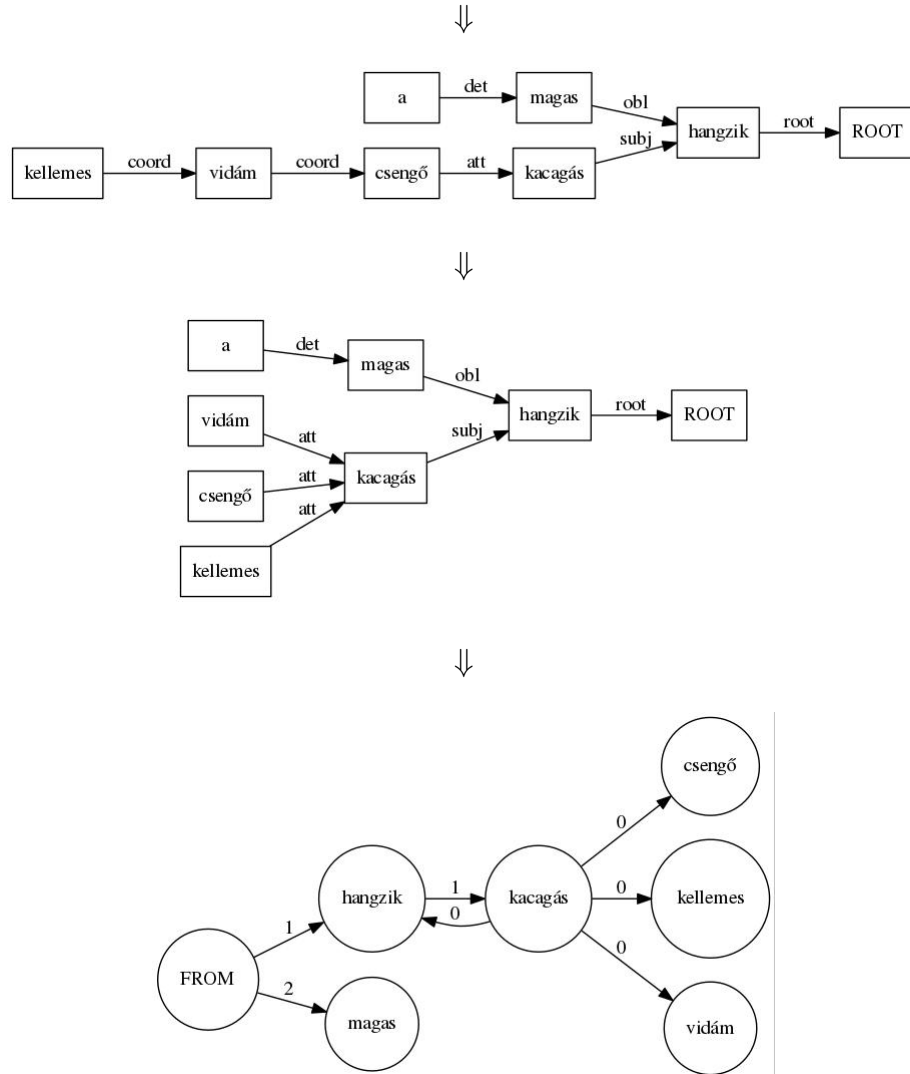 ⇓
a det magas obl hangzik root ROOT
kellemes coord vidám coord csengő att kacagás subj
⇓
a det magas obl
vidám att kacagás subj hangzik root ROOT
csengő att
kellemes att
⇓
csengő
0
hangzik 1 kacagás 0 kellemes
0
1 0
FROM
2 magas vidám